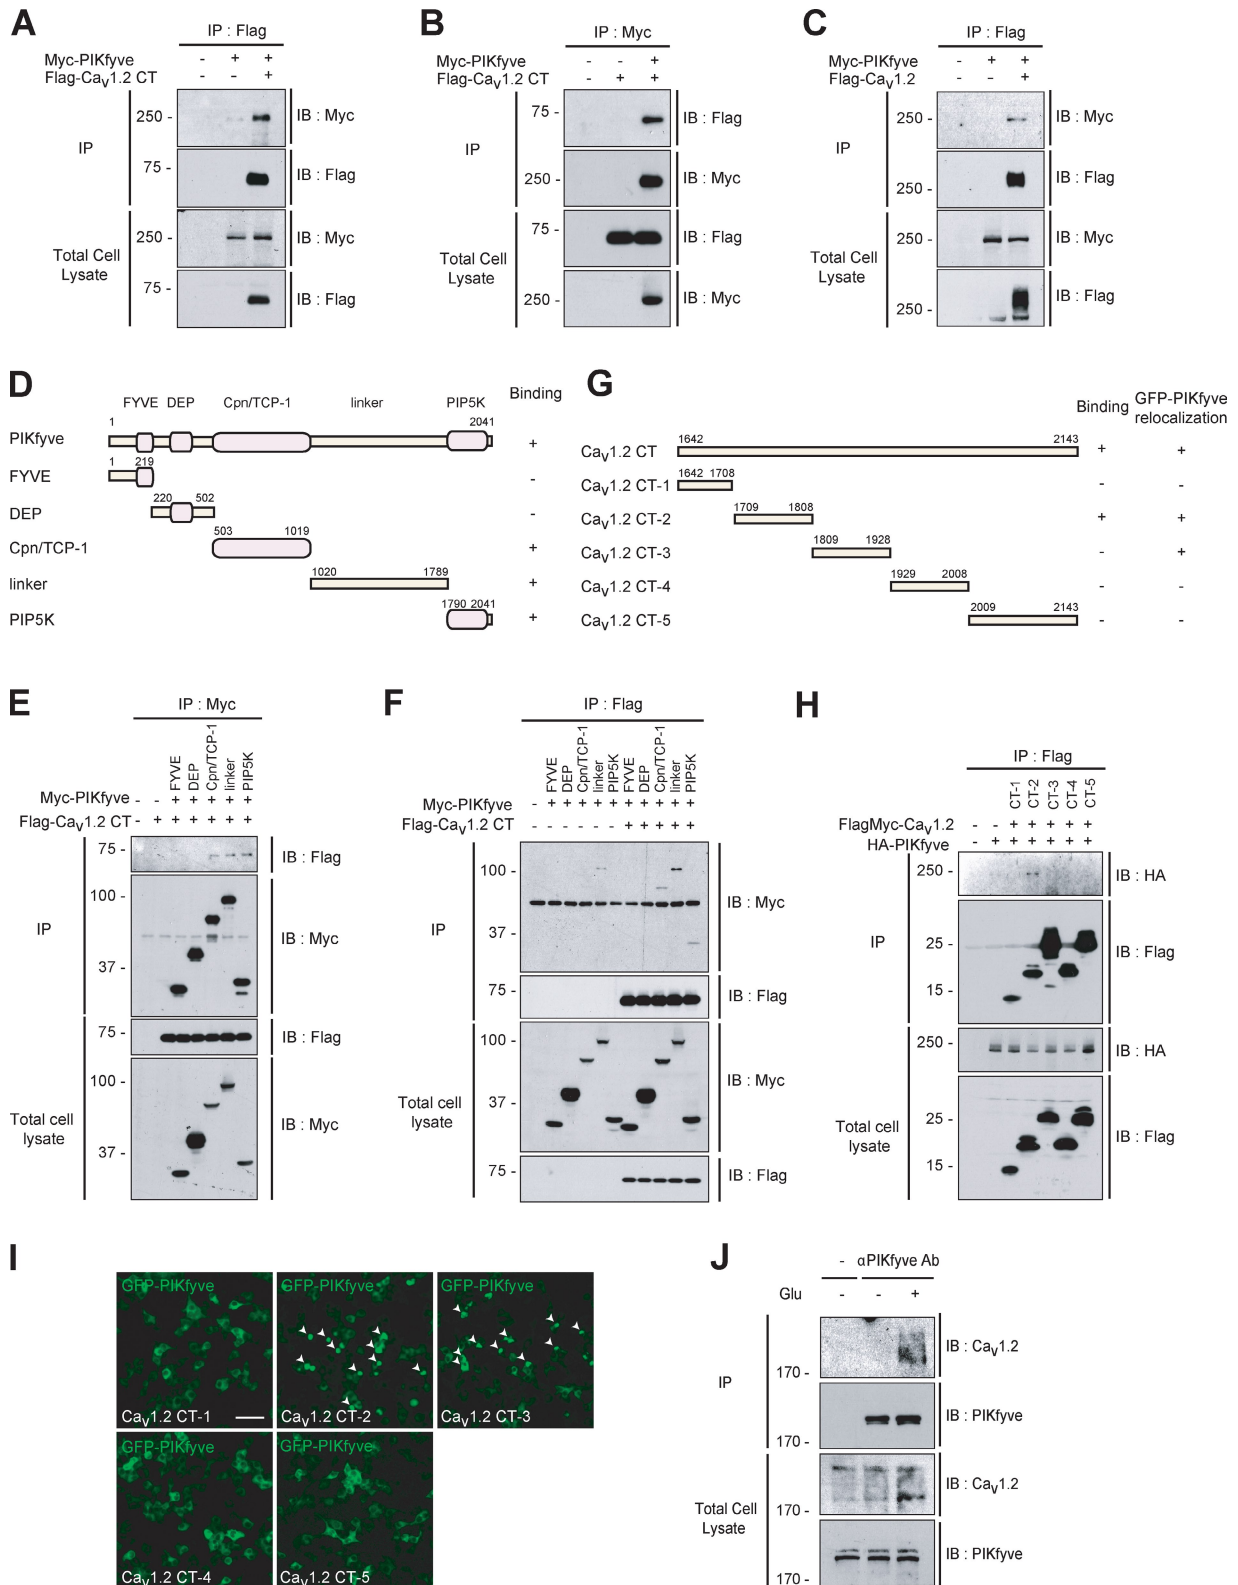 A
IP : Flag
Myc-PIKfyve - + +
Flag-CaV1.2 CT - - +
IP
250 -
IB : Myc
75 -
IB : Flag
Total Cell
Lysate
250 -
IB : Myc
75 -
IB : Flag
B
IP : Myc
Myc-PIKfyve - - +
Flag-CaV1.2 CT - + +
IP
75 -
IB : Flag
250 -
IB : Myc
Total Cell
Lysate
75 -
IB : Flag
250 -
IB : Myc
C
IP : Flag
Myc-PIKfyve - + +
Flag-CaV1.2 - - +
IP
250 -
IB : Myc
250 -
IB : Flag
Total Cell
Lysate
250 -
IB : Myc
250 -
IB : Flag
D
FYVE DEP Cpn/TCP-1 linker PIP5K Binding
PIKfyve 1 2041 +
FYVE 1 219 -
DEP 220 502 -
Cpn/TCP-1 503 1019 +
linker 1020 1789 +
PIP5K 1790 2041 +
G
Binding GFP-PIKfyve
relocalization
CaV1.2 CT 1642 2143 + +
CaV1.2 CT-1 1642 1708 - -
CaV1.2 CT-2 1709 1808 + +
CaV1.2 CT-3 1809 1928 - +
CaV1.2 CT-4 1929 2008 - -
CaV1.2 CT-5 2009 2143 - -
E
IP : Myc
FYVE DEP Cpn/TCP-1 linker PIP5K
Myc-PIKfyve - - + + + + +
Flag-CaV1.2 CT - + + + + + +
IP
75 -
IB : Flag
100 -
37 -
IB : Myc
Total cell
lysate
75 -
IB : Flag
100 -
37 -
IB : Myc
F
IP : Flag
FYVE DEP Cpn/TCP-1 linker PIP5K FYVE DEP Cpn/TCP-1 linker PIP5K
Myc-PIKfyve - + + + + + + + + + +
Flag-CaV1.2 CT - - - - - - + + + + +
IP
100 -
37 -
IB : Myc
75 -
IB : Flag
Total cell
lysate
100 -
37 -
IB : Myc
75 -
IB : Flag
H
IP : Flag
CT-1 CT-2 CT-3 CT-4 CT-5
FlagMyc-CaV1.2 - - + + + + +
HA-PIKfyve - + + + + + +
IP
250 -
IB : HA
25 -
15 -
IB : Flag
Total cell
lysate
250 -
IB : HA
25 -
15 -
IB : Flag
I
GFP-PIKfyve GFP-PIKfyve GFP-PIKfyve
CaV1.2 CT-1 CaV1.2 CT-2 CaV1.2 CT-3
GFP-PIKfyve GFP-PIKfyve
CaV1.2 CT-4 CaV1.2 CT-5
J
- αPIKfyve Ab
Glu - - +
IP
170 -
IB : CaV1.2
170 -
IB : PIKfyve
Total Cell
Lysate
170 -
IB : CaV1.2
170 -
IB : PIKfyve